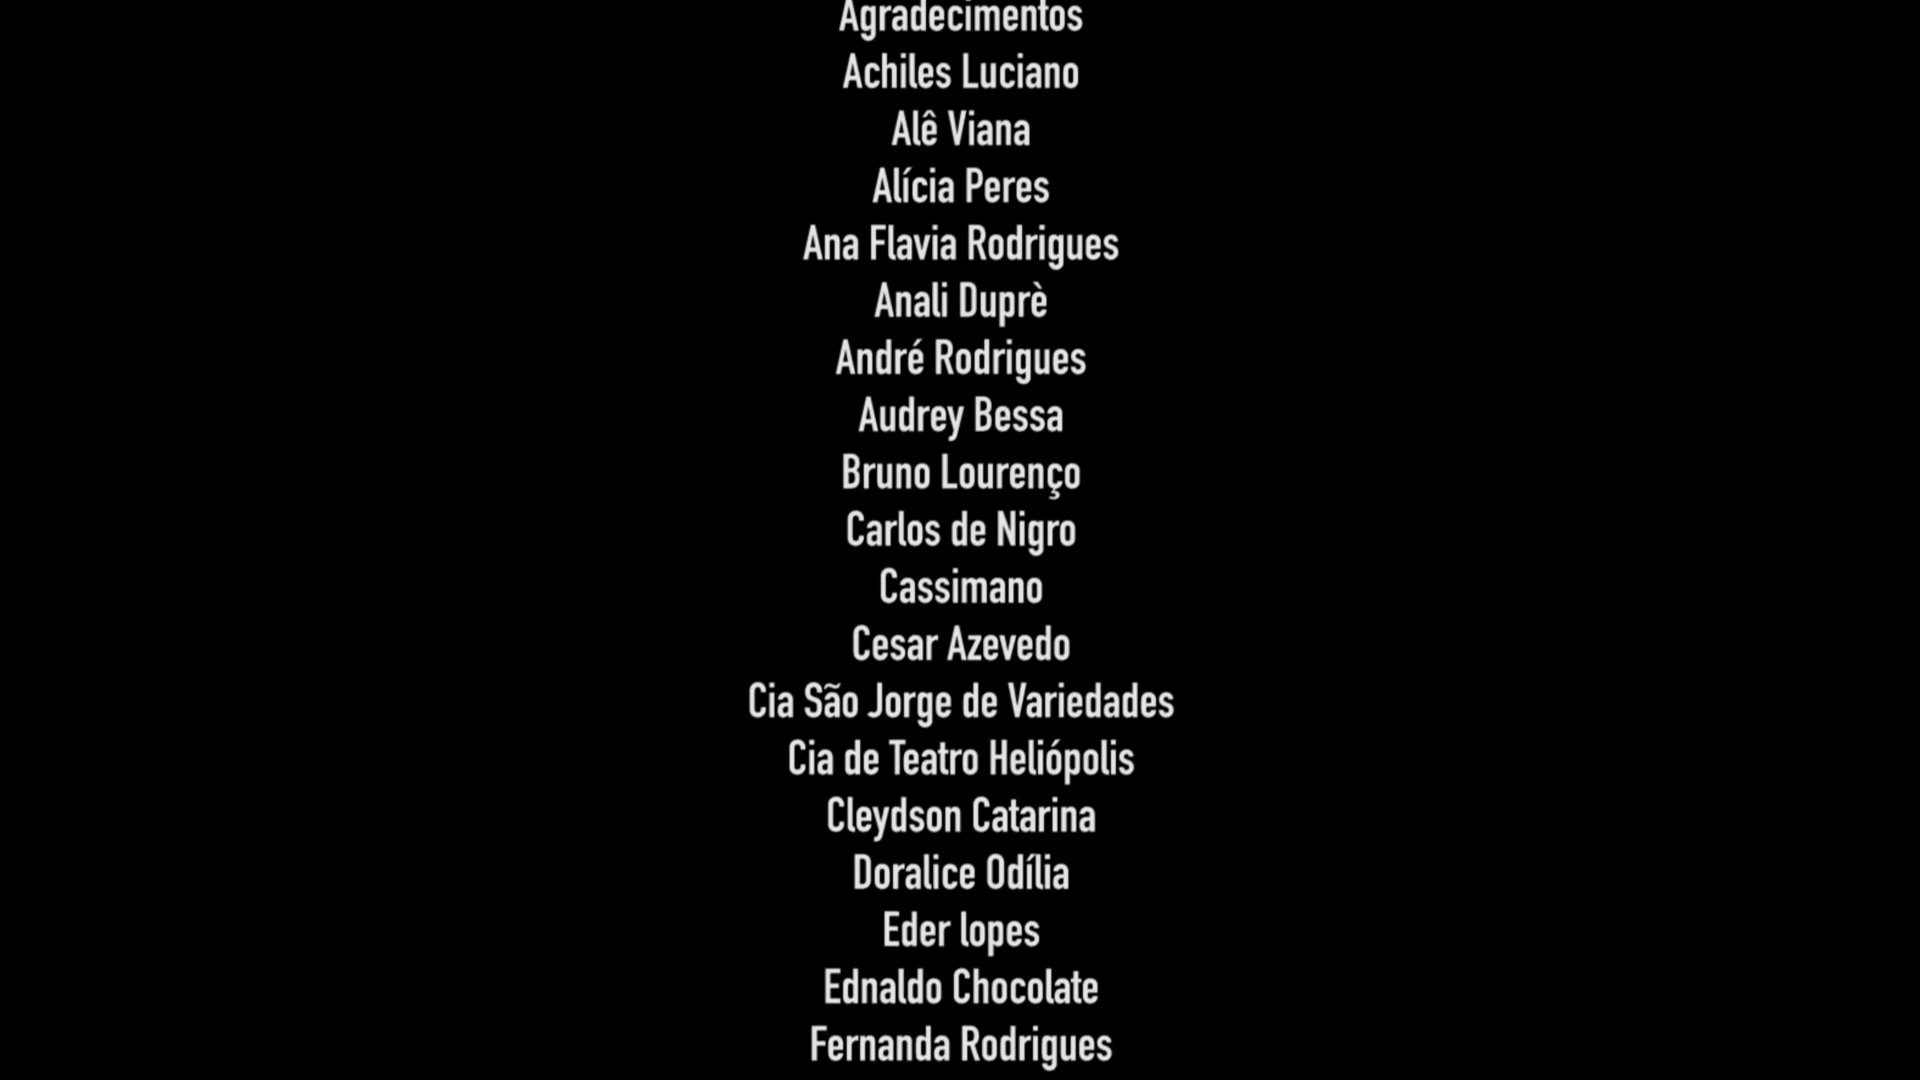 Agradecimentos
Achiles Luciano
Alê Viana
Alícia Peres
Ana Flavia Rodrigues
Anali Duprè
André Rodrigues
Audrey Bessa
Bruno Lourenço
Carlos de Nigro
Cassimano
Cesar Azevedo
Cia São Jorge de Variedades
Cia de Teatro Heliópolis
Cleydson Catarina
Doralice Odília
Eder lopes
Ednaldo Chocolate
Fernanda Rodrigues